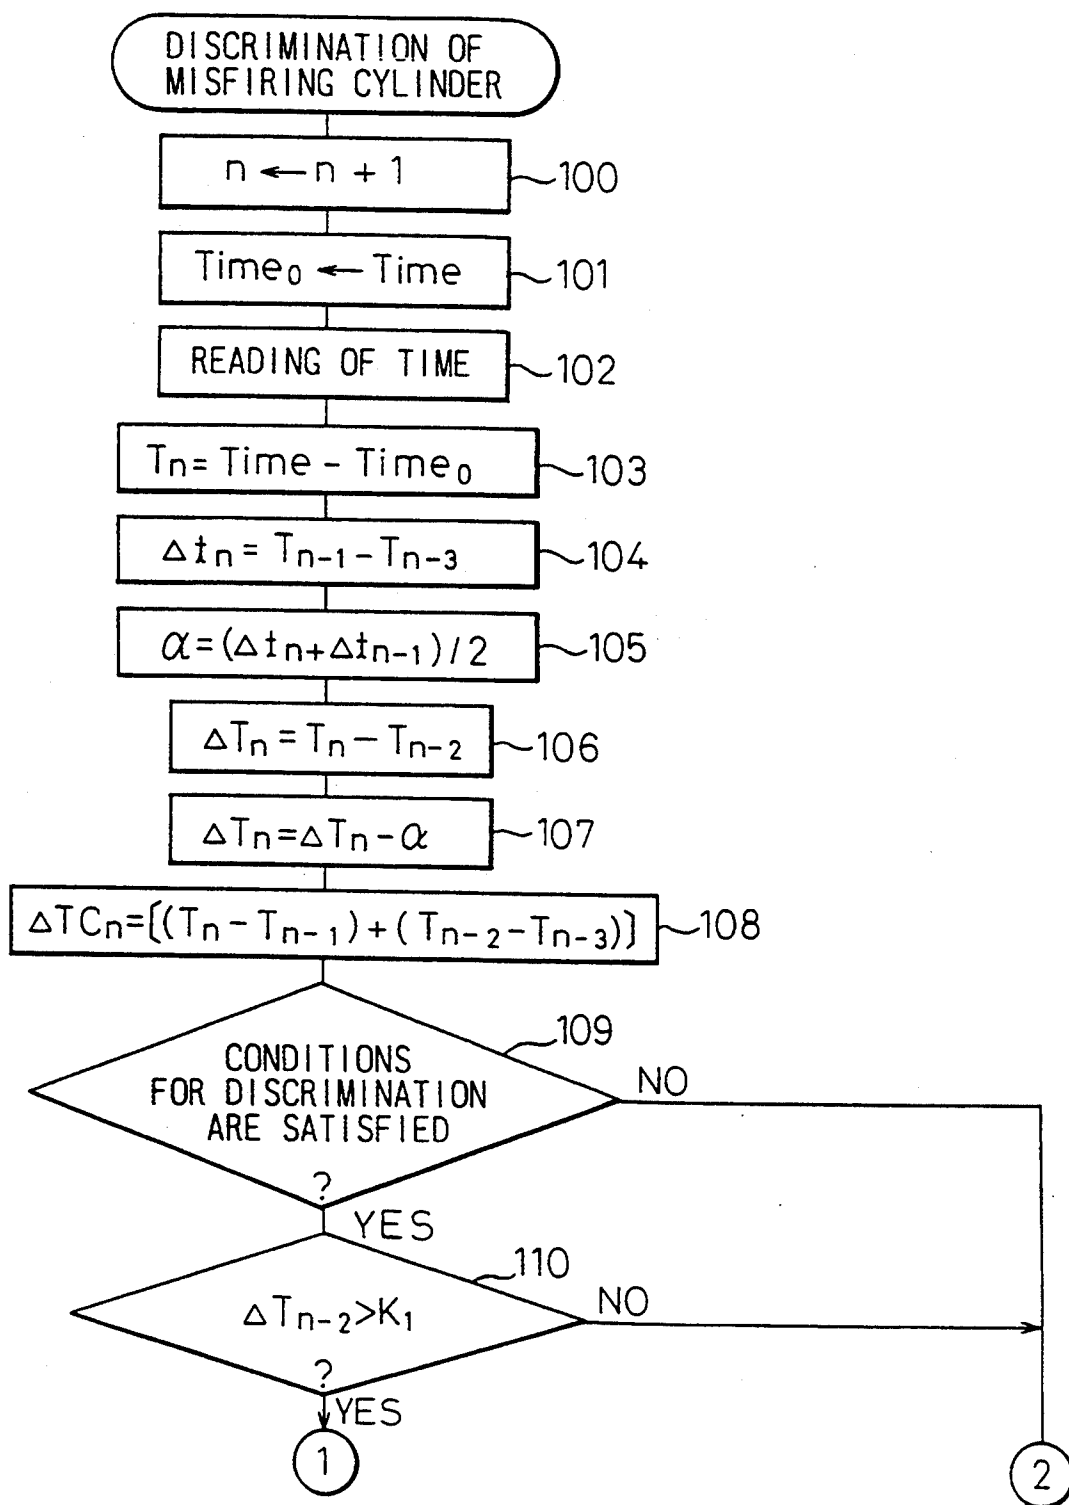 DISCRIMINATION OF
MISFIRING CYLINDER
n ← n + 1
100
Time₀ ← Time
101
READING OF TIME
102
Tₙ = Time - Time₀
103
Δtₙ = Tₙ₋₁ - Tₙ₋₃
104
α = (Δtₙ + Δtₙ₋₁) / 2
105
ΔTₙ = Tₙ - Tₙ₋₂
106
ΔTₙ = ΔTₙ - α
107
ΔTCₙ = [(Tₙ - Tₙ₋₁) + (Tₙ₋₂ - Tₙ₋₃)]
108
109
CONDITIONS
FOR DISCRIMINATION
ARE SATISFIED
?
NO
YES
110
ΔTₙ₋₂ > K₁
?
NO
YES
1
2